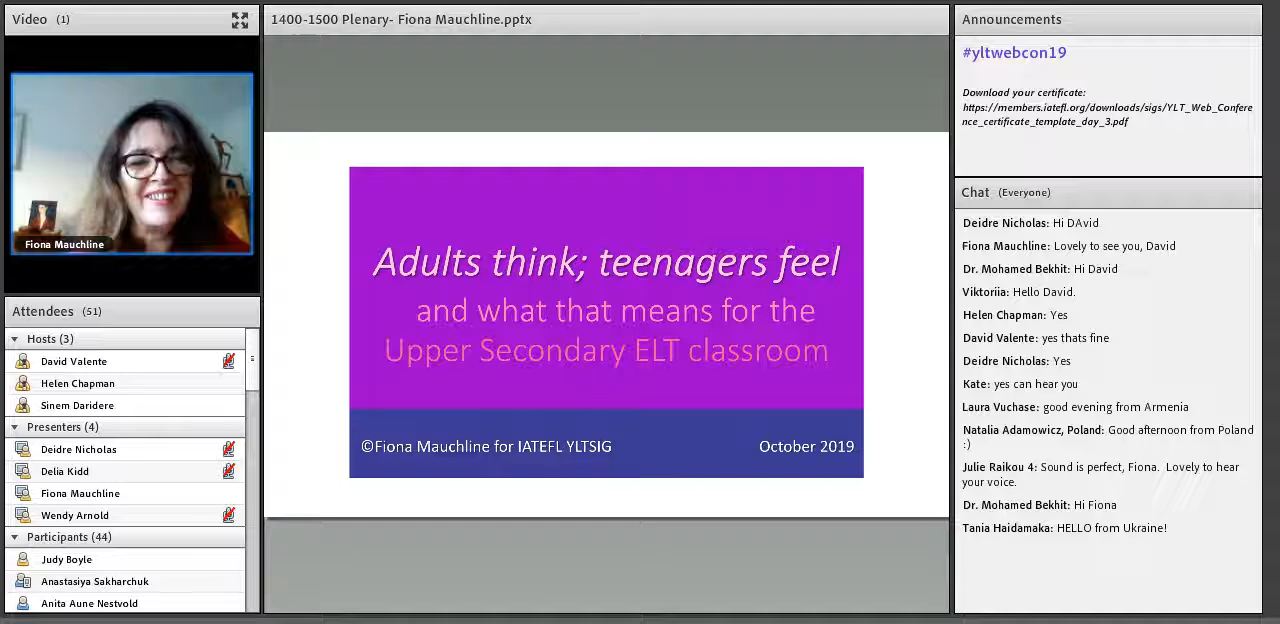 Video (1)
Fiona Mauchline
Attendees (51)
Hosts (3)
David Valente
Helen Chapman
Sinem Daridere
Presenters (4)
Deidre Nicholas
Delia Kidd
Fiona Mauchline
Wendy Arnold
Participants (44)
Judy Boyle
Anastasiya Sakharchuk
Anita Aune Nestvold
1400-1500 Plenary- Fiona Mauchline.pptx
Adults think; teenagers feel
and what that means for the
Upper Secondary ELT classroom
©Fiona Mauchline for IATEFL YLTSIG
October 2019
Announcements
#yltwebcon19
Download your certificate:
https://members.iatefl.org/downloads/sigs/YLT_Web_Confere
nce_certificate_template_day_3.pdf
Chat (Everyone)
Deidre Nicholas: Hi DAvid
Fiona Mauchline: Lovely to see you, David
Dr. Mohamed Bekhit: Hi David
Viktoriia: Hello David.
Helen Chapman: Yes
David Valente: yes thats fine
Deidre Nicholas: Yes
Kate: yes can hear you
Laura Vuchase: good evening from Armenia
Natalia Adamowicz, Poland: Good afternoon from Poland
:)
Julie Raikou 4: Sound is perfect, Fiona. Lovely to hear
your voice.
Dr. Mohamed Bekhit: Hi Fiona
Tania Haidamaka: HELLO from Ukraine!